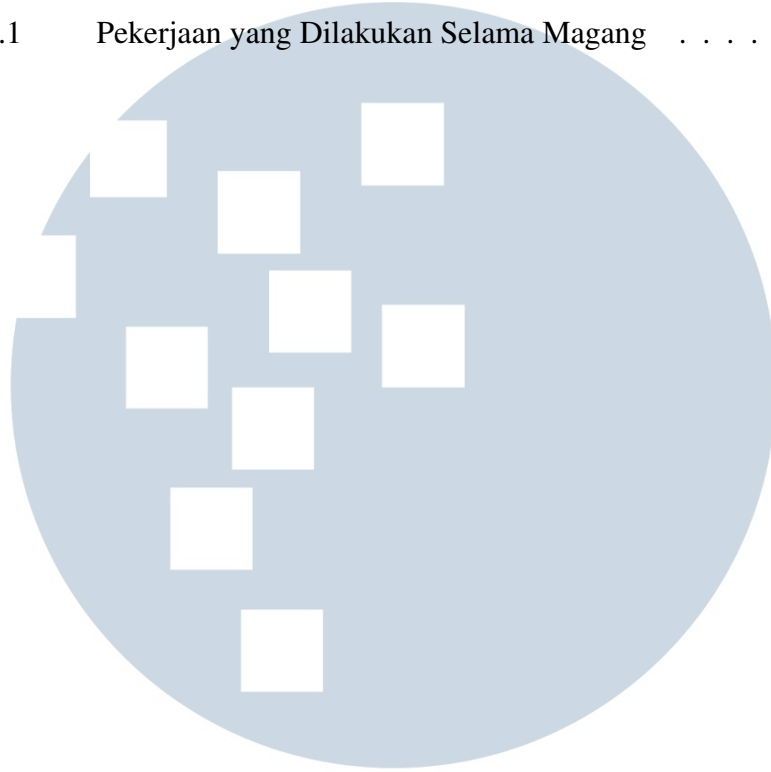 .1 Pekerjaan yang Dilakukan Selama Magang . . . .